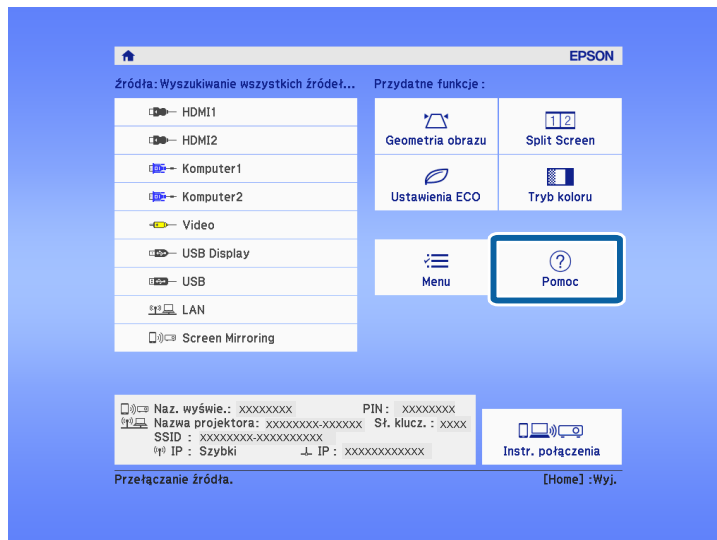 EPSON
Źródła: Wyszukiwanie wszystkich źródeł...
Przydatne funkcje :
HDMI1
HDMI2
Komputer1
Komputer2
Video
USB Display
USB
LAN
Screen Mirroring
Geometria obrazu
1 2
Split Screen
Ustawienia ECO
Tryb koloru
Menu
? 
Pomoc
Naz. wyświe.: xxxxxxxx PIN : xxxxxxxx
Nazwa projektora: xxxxxxxx-xxxxxx Sł. klucz. : xxxx
SSID : xxxxxxxx-xxxxxxxxxx
IP : Szybki IP : xxxxxxxxxxxx
Instr. połączenia
Przełączanie źródła.
[Home] :Wyj.